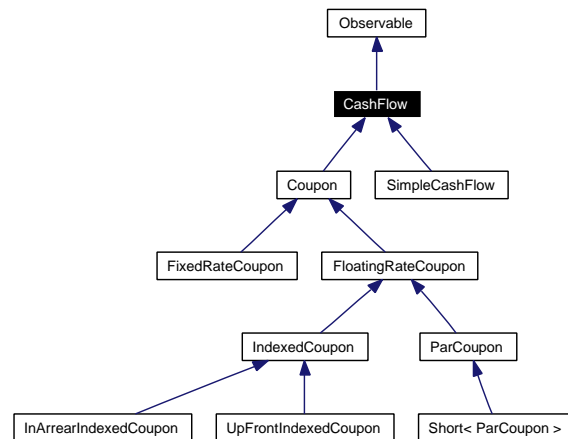 Observable
CashFlow
Coupon
SimpleCashFlow
FixedRateCoupon
FloatingRateCoupon
IndexedCoupon
ParCoupon
InArrearIndexedCoupon
UpFrontIndexedCoupon
Short< ParCoupon >